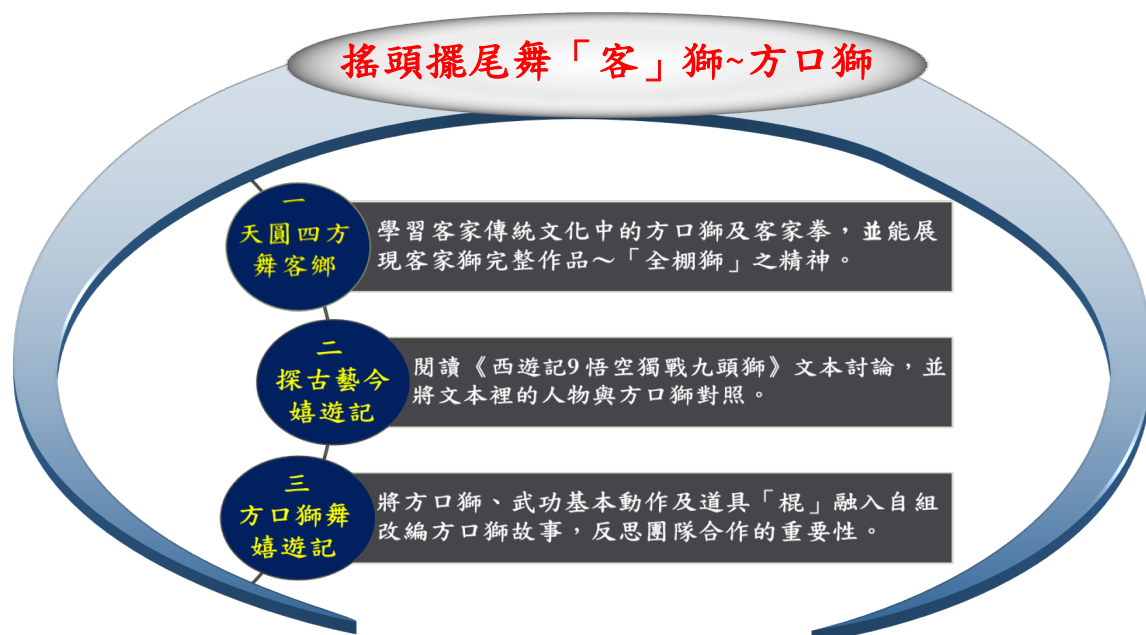 搖頭擺尾舞「客」獅~方口獅
一
天圓四方
舞客鄉
學習客家傳統文化中的方口獅及客家拳，並能展
現客家獅完整作品～「全棚獅」之精神。
二
探古藝今
嬉遊記
閱讀《西遊記9悟空獨戰九頭獅》文本討論，並
將文本裡的人物與方口獅對照。
三
方口獅舞
嬉遊記
將方口獅、武功基本動作及道具「棍」融入自組
改編方口獅故事，反思團隊合作的重要性。